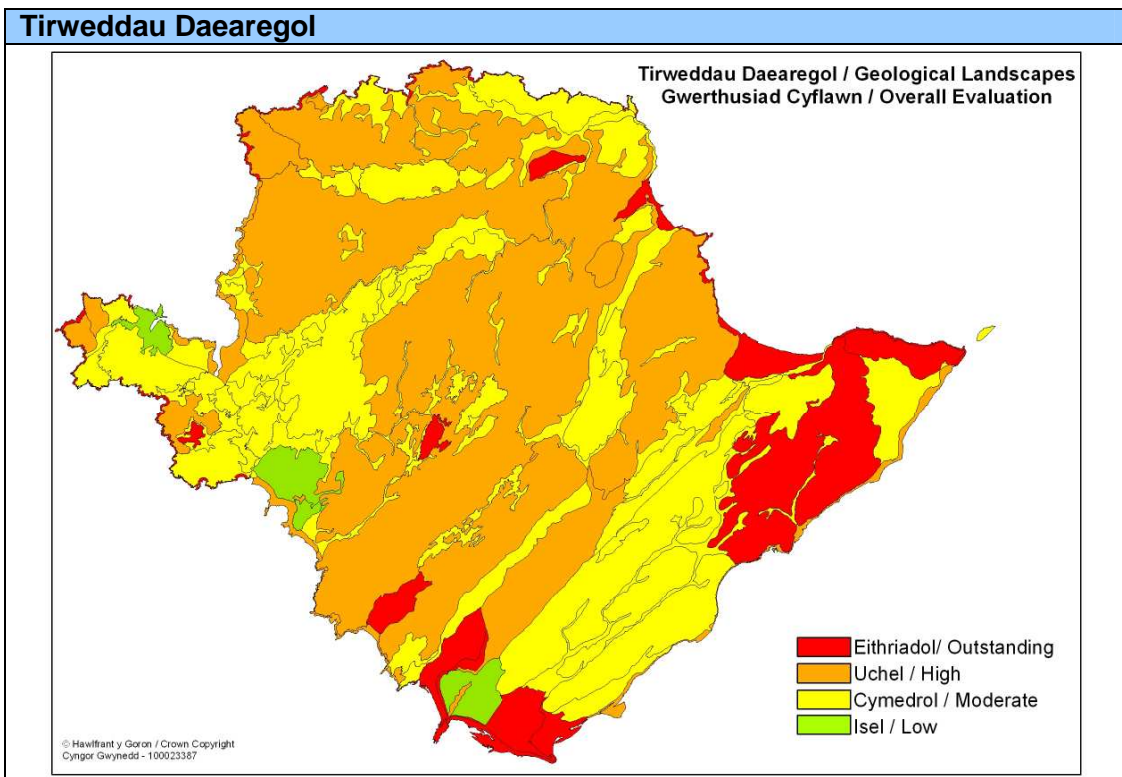 Tirweddau Daearegol
Tirweddau Daearegol / Geological Landscapes
Gwerthusiad Cyflawn / Overall Evaluation
Eithriadol/ Outstanding
Uchel / High
Cymedrol / Moderate
Isel / Low
© Hawlfraint y Goron / Crown Copyright
Cyngor Gwynedd - 100023387